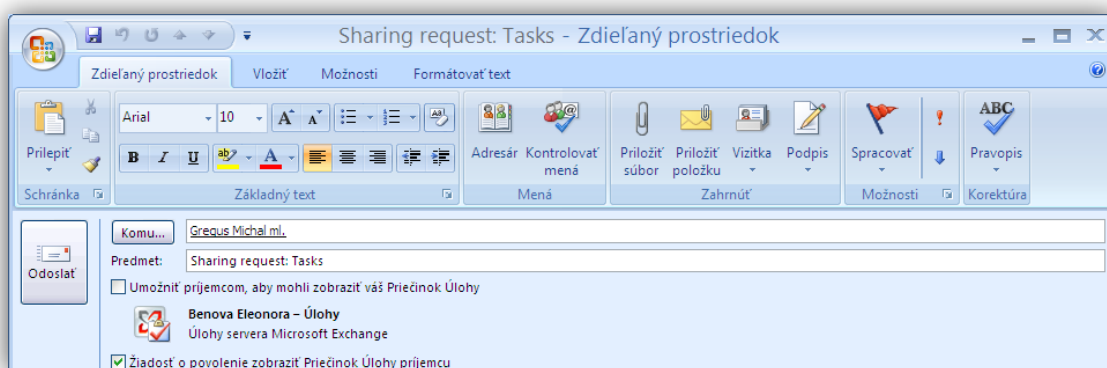 Sharing request: Tasks - Zdieľaný prostriedok
Zdieľaný prostriedok Vložiť Možnosti Formátovať text
Arial 10
Prilepiť
B I U ab A
Adresár Kontrolovať mená
Priložiť súbor Priložiť položku Vizitka Podpis
Spracovať
ABC
Pravopis
Schránka Základný text Mená Zahrnúť Možnosti Korektúra
Odoslať
Komu... Gregus Michal ml.
Predmet: Sharing request: Tasks
Umožniť príjemcom, aby mohli zobraziť váš Priečinok Úlohy
Benova Eleonora – Úlohy
Úlohy servera Microsoft Exchange
Žiadosť o povolenie zobraziť Priečinok Úlohy príjemcu